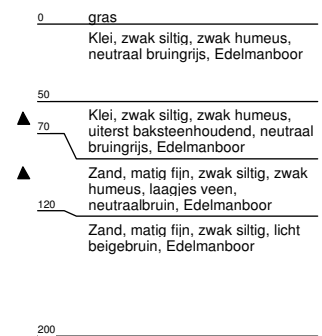 0 gras
Klei, zwak siltig, zwak humeus,
neutraal bruingrijs, Edelmanboor
50
Klei, zwak siltig, zwak humeus,
70 uiterst baksteenhoudend, neutraal
bruingrijs, Edelmanboor
Zand, matig fijn, zwak siltig, zwak
humeus, laagjes veen,
120 neutraalbruin, Edelmanboor
Zand, matig fijn, zwak siltig, licht
beigebruin, Edelmanboor
200